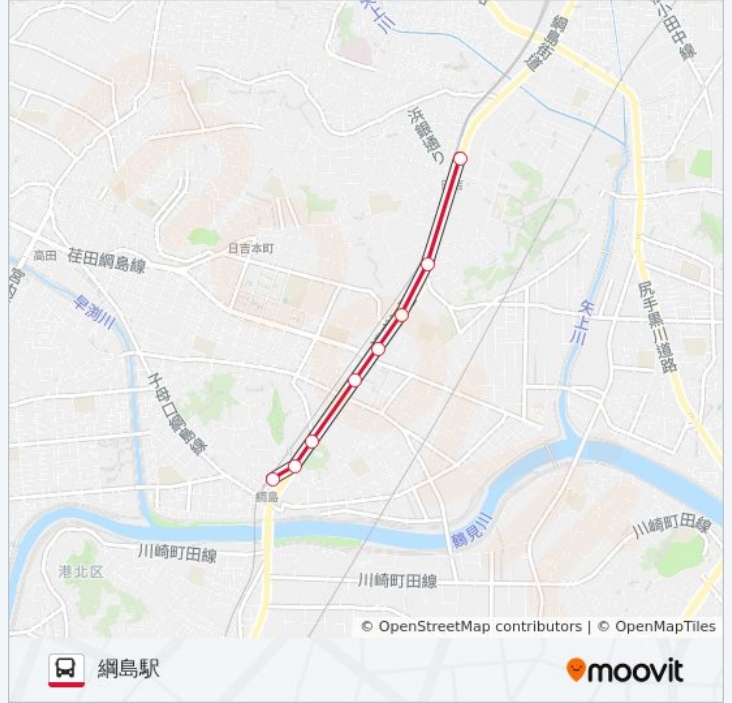 矢上川
綱島街道
小田中線
浜銀通り
日吉本町
高田
荏田綱島線
早渕川
矢上川
尻手黒川道路
子母口綱島線
綱島
鶴見川
川崎町田線
川崎町田線
港北区
川崎町田線
© OpenStreetMap contributors | © OpenMapTiles
綱島駅
moovit